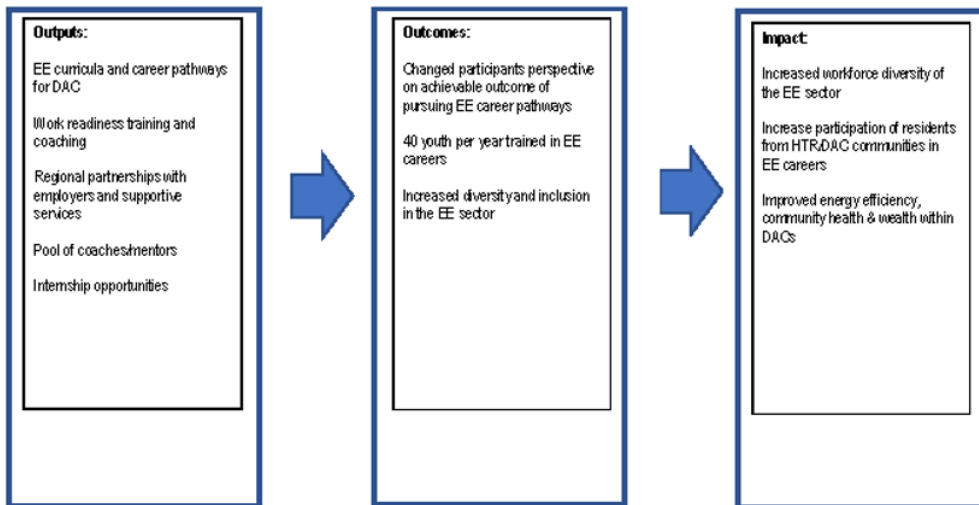 Outputs:
EE curricula and career pathways
for DAC
Work readiness training and
coaching
Regional partnerships with
employers and supportive
services
Pool of coaches/mentors
Internship opportunities
Outcomes:
Changed participants perspective
on achievable outcome of
pursuing EE career pathways
40 youth per year trained in EE
careers
Increased diversity and inclusion
in the EE sector
Impact:
Increased workforce diversity of
the EE sector
Increase participation of residents
from HTR/DAC communities in
EE careers
Improved energy efficiency,
community health & wealth within
DACs